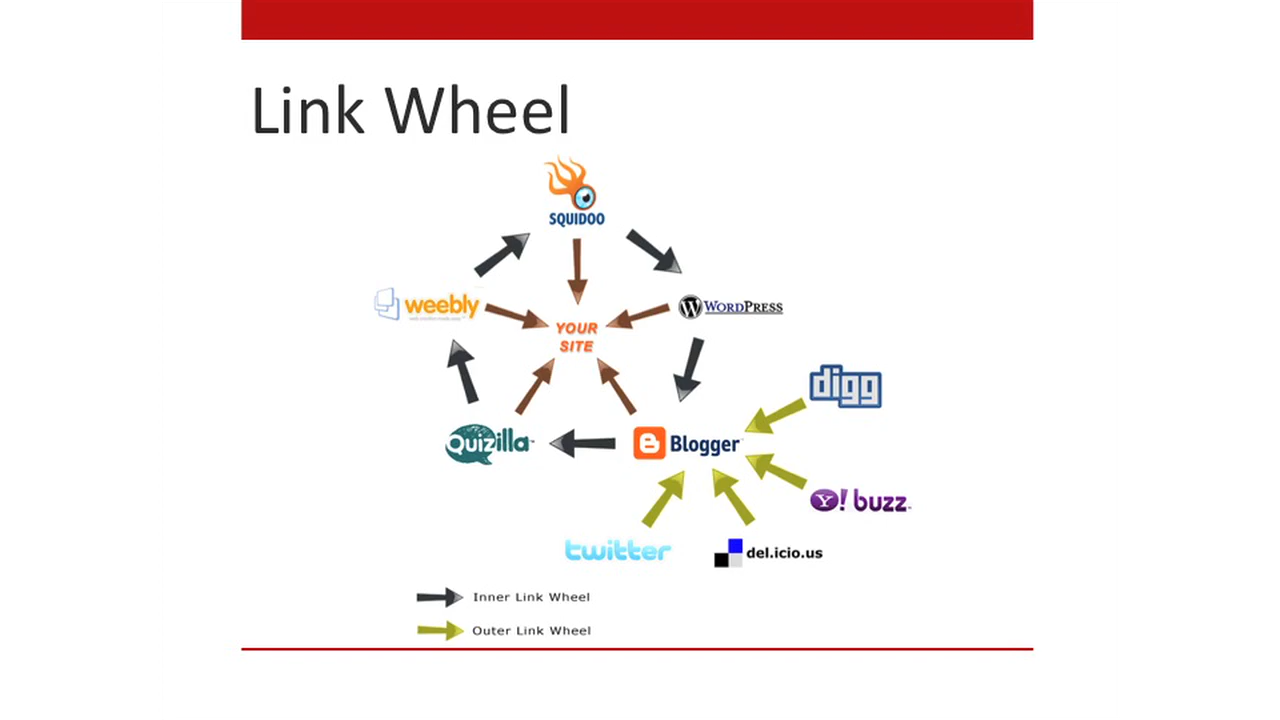 Link Wheel
SQUIDOO
weebly
WORDPRESS
YOUR
SITE
digg
Quizilla
B Blogger
Y! buzz
twitter
del.icio.us
Inner Link Wheel
Outer Link Wheel